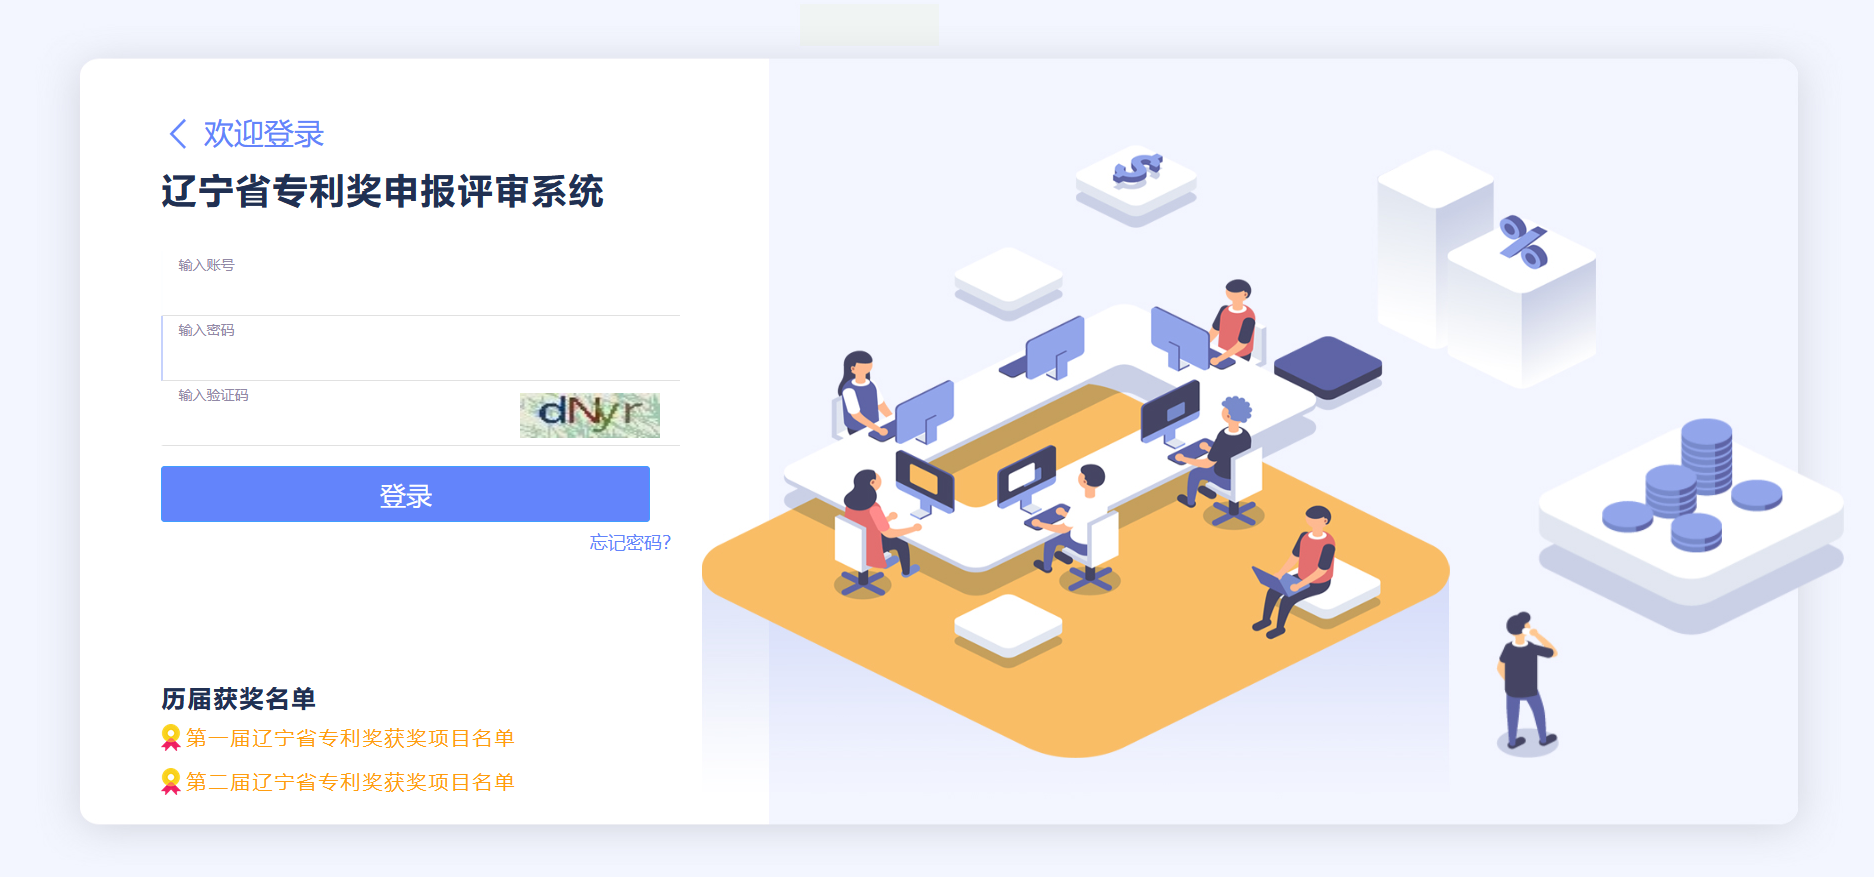 欢迎登录
辽宁省专利奖申报评审系统
输入账号
输入密码
输入验证码
dNyr
登录
忘记密码?
历届获奖名单
第一届辽宁省专利奖获奖项目名单
第二届辽宁省专利奖获奖项目名单
$
%